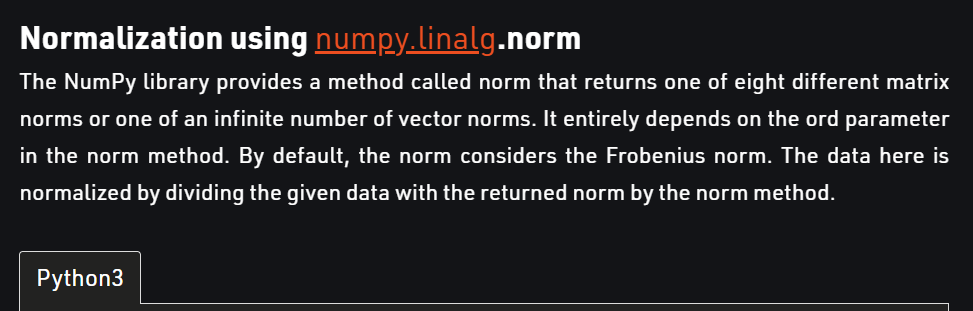 Normalization using numpy.linalg.norm
The NumPy library provides a method called norm that returns one of eight different matrix
norms or one of an infinite number of vector norms. It entirely depends on the ord parameter
in the norm method. By default, the norm considers the Frobenius norm. The data here is
normalized by dividing the given data with the returned norm by the norm method.
Python3